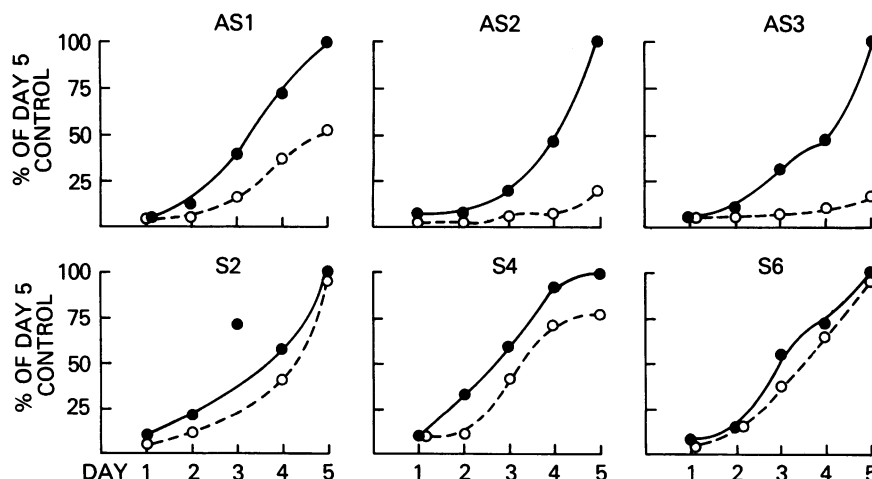 AS1 AS2 AS3
% OF DAY 5
CONTROL
100
75
50
25
S2 S4 S6
% OF DAY 5
CONTROL
100
75
50
25
DAY 1 2 3 4 5 1 2 3 4 5 1 2 3 4 5